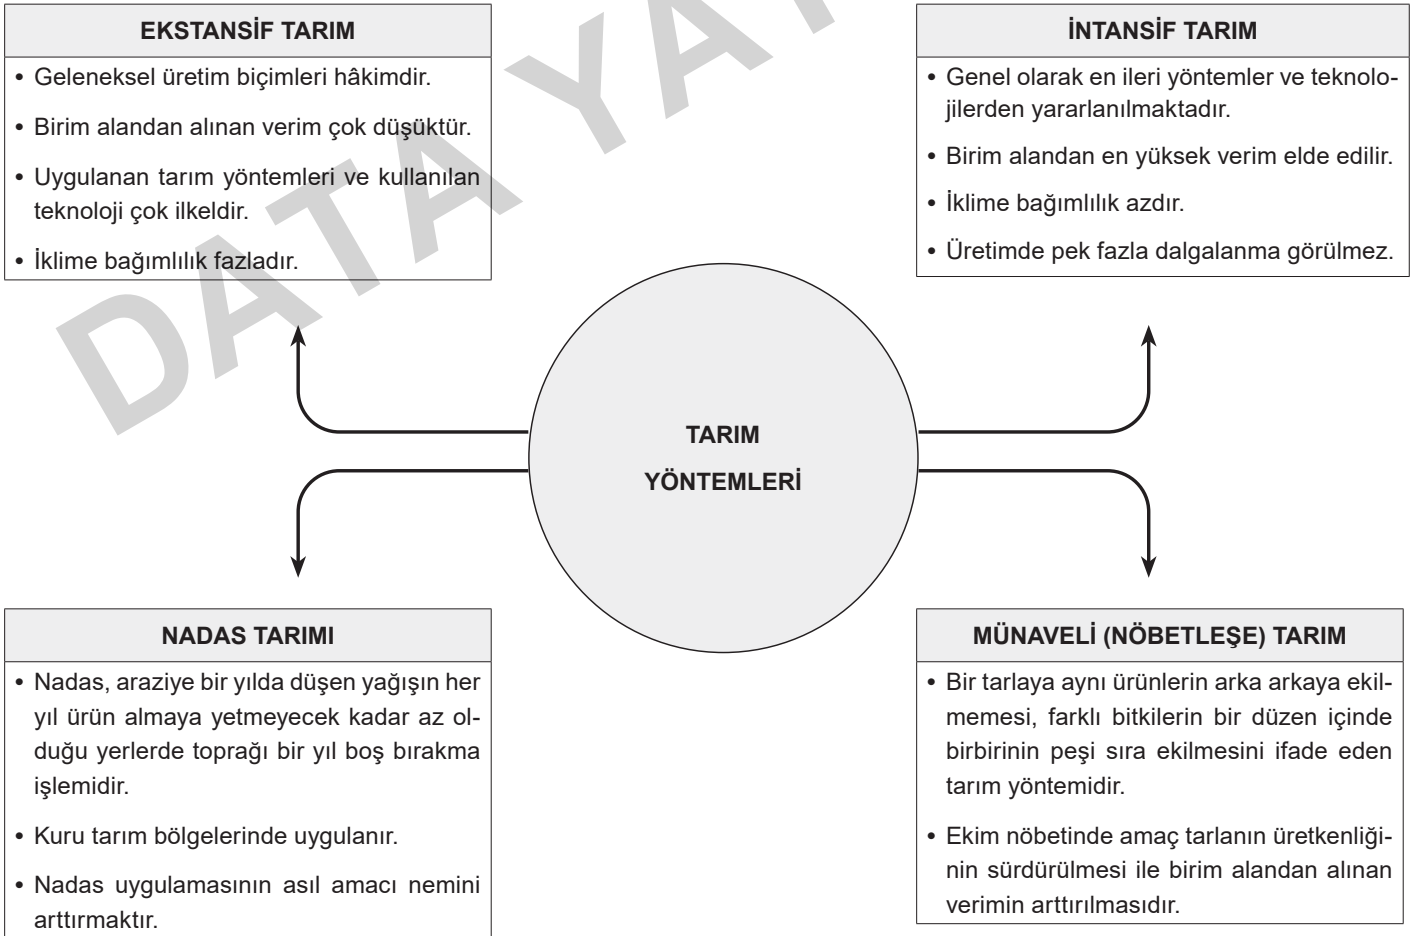 EKSTANSİF TARIM
• Geleneksel üretim biçimleri hâkimdir.
• Birim alandan alınan verim çok düşüktür.
• Uygulanan tarım yöntemleri ve kullanılan
teknoloji çok ilkeldir.
• İklime bağımlılık fazladır.
İNTANSİF TARIM
• Genel olarak en ileri yöntemler ve teknolo-
jilerden yararlanılmaktadır.
• Birim alandan en yüksek verim elde edilir.
• İklime bağımlılık azdır.
• Üretimde pek fazla dalgalanma görülmez.
TARIM
YÖNTEMLERİ
NADAS TARIMI
• Nadas, araziye bir yılda düşen yağışın her
yıl ürün almaya yetmeyecek kadar az ol-
duğu yerlerde toprağı bir yıl boş bırakma
işlemidir.
• Kuru tarım bölgelerinde uygulanır.
• Nadas uygulamasının asıl amacı nemini
arttırmaktır.
MÜNAVELİ (NÖBETLEŞE) TARIM
• Bir tarlaya aynı ürünlerin arka arkaya ekil-
memesi, farklı bitkilerin bir düzen içinde
birbirinin peşi sıra ekilmesini ifade eden
tarım yöntemidir.
• Ekim nöbetinde amaç tarlanın üretkenliği-
nin sürdürülmesi ile birim alandan alınan
verimin arttırılmasıdır.
DATA YAT